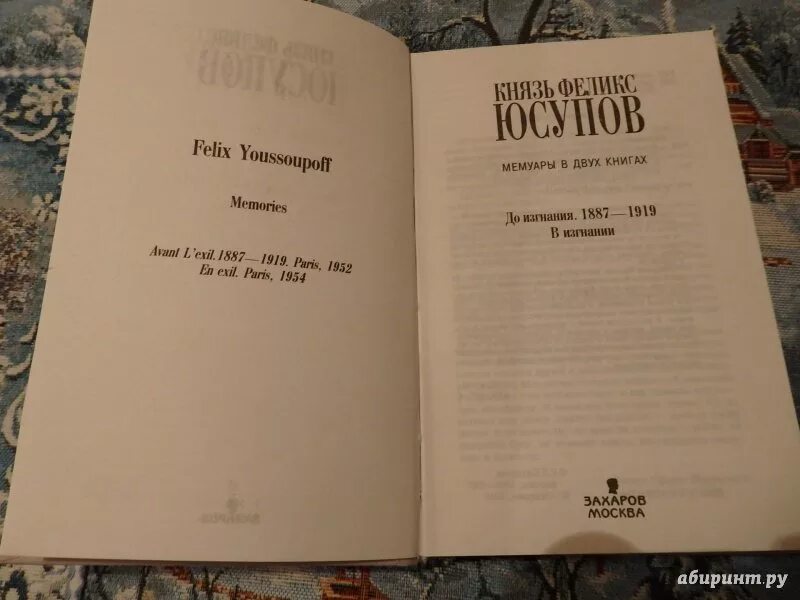 Felix Youssoupoff
Memories
Avant L'exil. 1887—1919. Paris, 1952
En exil. Paris, 1954
КНЯЗЬ ФЕЛИКС
ЮСУПОВ
МЕМУАРЫ В ДВУХ КНИГАХ
До изгнания. 1887—1919
В изгнании
ЗАХАРОВ
МОСКВА
абиринт.ру